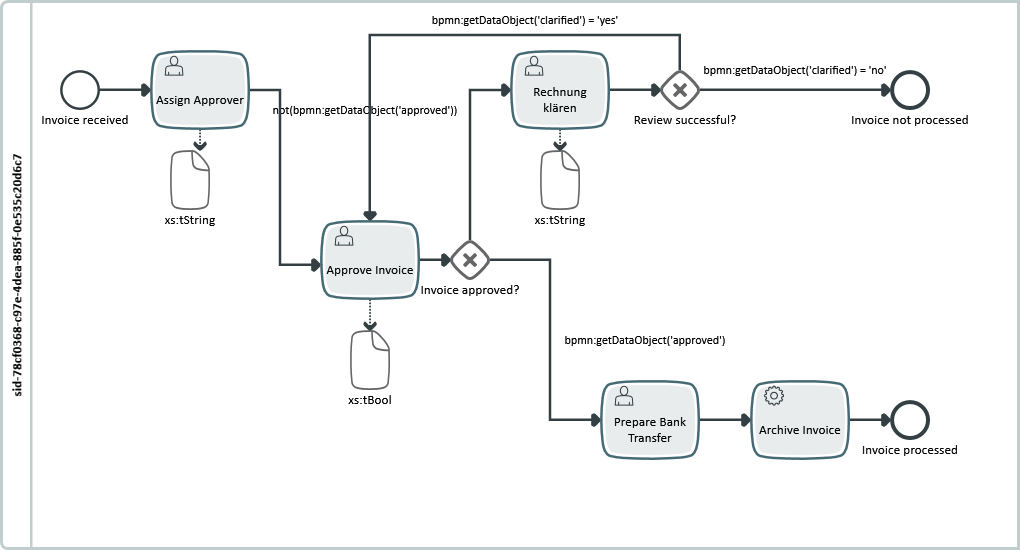 bpmn:getDataObject('clarified') = 'yes'
bpmn:getDataObject('clarified') = 'no'
Assign Approver
Rechnung
klären
not(bpmn:getDataObject('approved'))
Invoice received
Review successful?
Invoice not processed
xs:tString
xs:tString
sid-78cf0368-c97e-4dea-885f-0e535c20d6c7
Approve Invoice
Invoice approved?
bpmn:getDataObject('approved')
xs:tBool
Prepare Bank
Transfer
Archive Invoice
Invoice processed